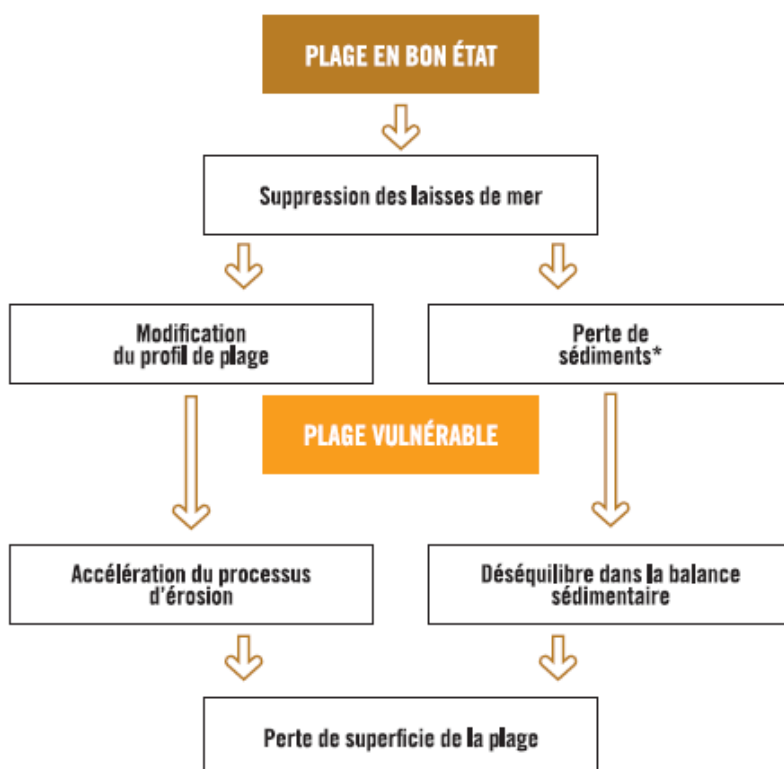 PLAGE EN BON ÉTAT
Suppression des laisses de mer
Modification
du profil de plage
Perte de
sédiments*
PLAGE VULNÉRABLE
Accélération du processus
d'érosion
Déséquilibre dans la balance
sédimentaire
Perte de superficie de la plage